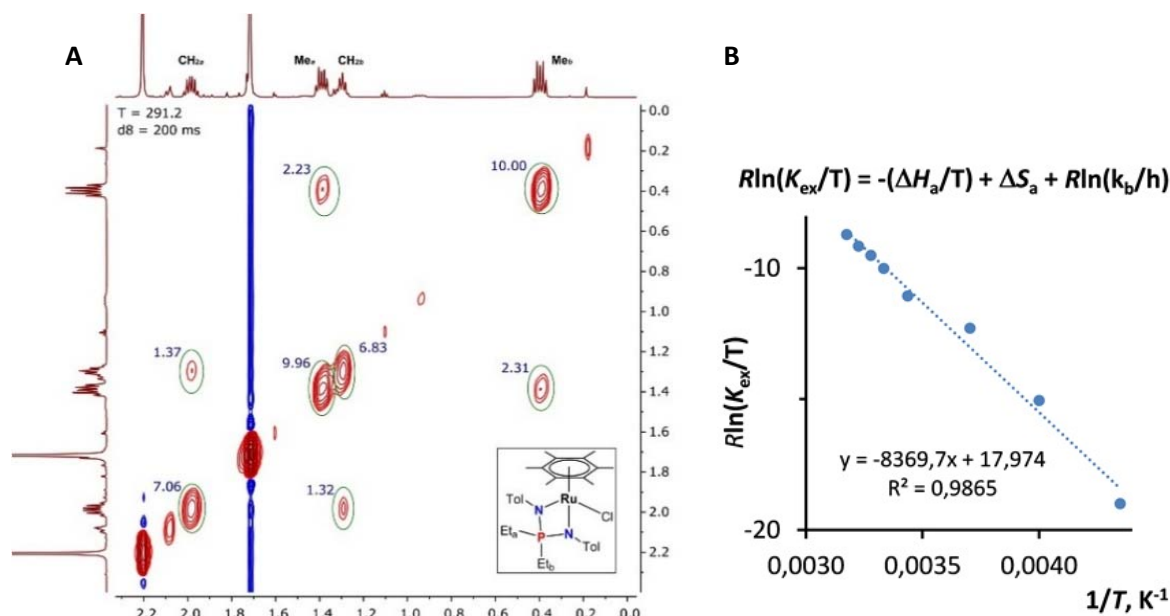 A
B
CH2a
Mea
CH2b
Meb
T = 291.2
d8 = 200 ms
2.23
10.00
1.37
9.96
6.83
2.31
7.06
1.32
0.0
0.2
0.4
0.6
0.8
1.0
1.2
1.4
1.6
1.8
2.0
2.2
Tol
N
Ru
Cl
Eta
P
N
Tol
Etb
2.2 2.0 1.8 1.6 1.4 1.2 1.0 0.8 0.6 0.4 0.2 0.0
Rln(Kex/T) = -(ΔHa/T) + ΔSa + Rln(kb/h)
Rln(Kex/T)
-10
-20
y = -8369,7x + 17,974
R² = 0,9865
0,0030 0,0035 0,0040
1/T, K-1